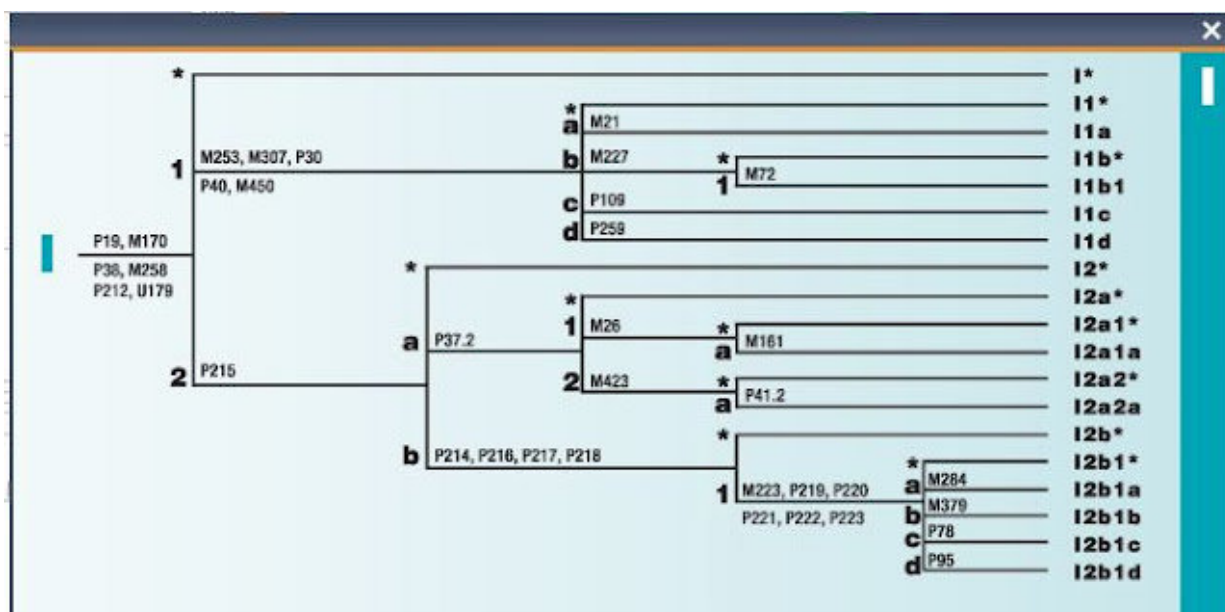 ×
* I*
* I1*
a M21 I1a
1 M253, M307, P30 b M227 * I1b*
P40, M450 1 M72 I1b1
c P109 I1c
d P259 I1d
I P19, M170 * I2*
P38, M258
P212, U179
* I2a*
a P37.2 1 M26 * I2a1*
a M161 I2a1a
2 P215 2 M423 * I2a2*
a P41.2 I2a2a
b P214, P216, P217, P218 * I2b*
1 M223, P219, P220 * I2b1*
P221, P222, P223 a M284 I2b1a
b M379 I2b1b
c P78 I2b1c
d P95 I2b1d
I